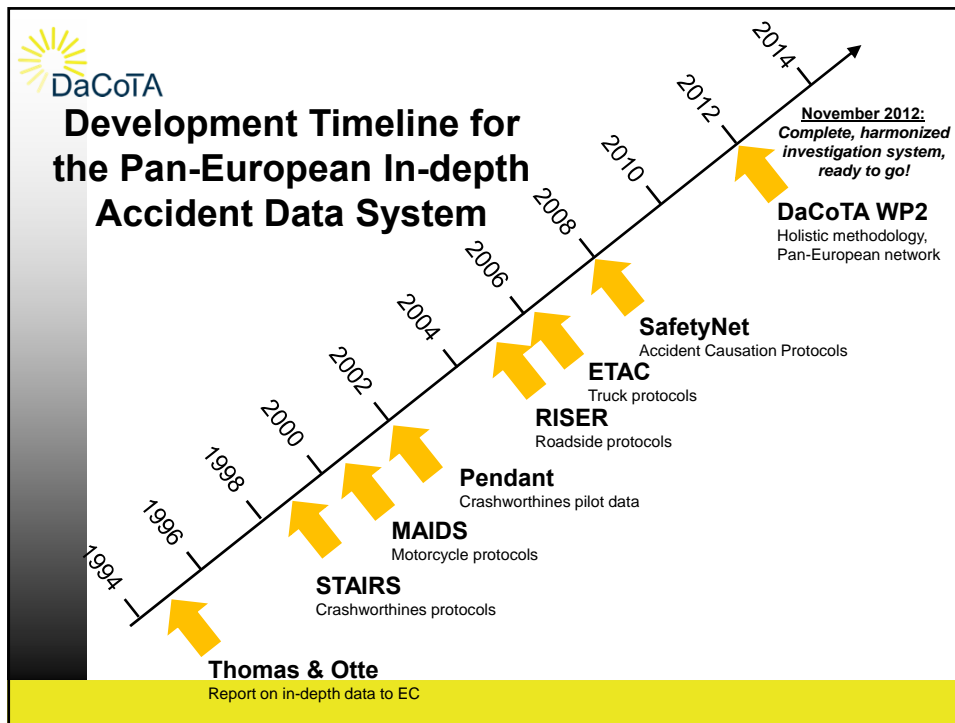 DaCoTA
Development Timeline for
the Pan-European In-depth
Accident Data System
1994
1996
1998
2000
2002
2004
2006
2008
2010
2012
2014
November 2012:
Complete, harmonized
investigation system,
ready to go!
DaCoTA WP2
Holistic methodology,
Pan-European network
SafetyNet
Accident Causation Protocols
ETAC
Truck protocols
RISER
Roadside protocols
Pendant
Crashworthines pilot data
MAIDS
Motorcycle protocols
STAIRS
Crashworthines protocols
Thomas & Otte
Report on in-depth data to EC